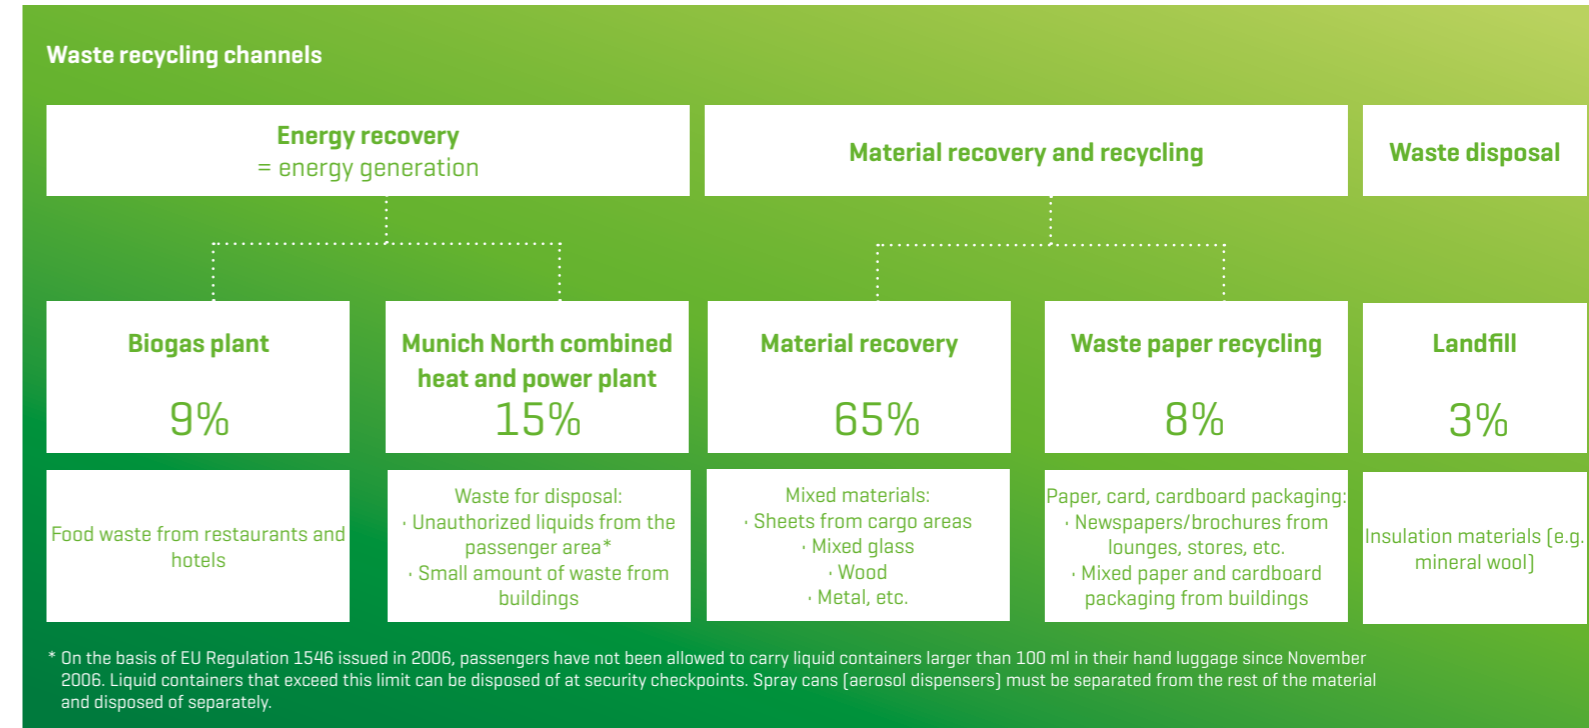 Waste recycling channels
Energy recovery
= energy generation
Material recovery and recycling
Waste disposal
Biogas plant
9%
Munich North combined
heat and power plant
15%
Material recovery
65%
Waste paper recycling
8%
Landfill
3%
Food waste from restaurants and
hotels
Waste for disposal:
· Unauthorized liquids from the
passenger area*
· Small amount of waste from
buildings
Mixed materials:
· Sheets from cargo areas
· Mixed glass
· Wood
· Metal, etc.
Paper, card, cardboard packaging:
· Newspapers/brochures from
lounges, stores, etc.
· Mixed paper and cardboard
packaging from buildings
Insulation materials (e.g.
mineral wool)
* On the basis of EU Regulation 1546 issued in 2006, passengers have not been allowed to carry liquid containers larger than 100 ml in their hand luggage since November
2006. Liquid containers that exceed this limit can be disposed of at security checkpoints. Spray cans (aerosol dispensers) must be separated from the rest of the material
and disposed of separately.